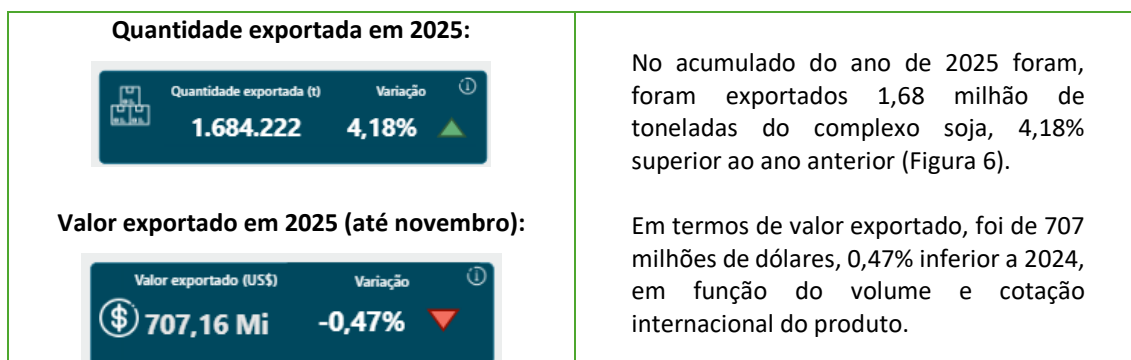 Quantidade exportada em 2025:
Quantidade exportada (t) Variação
1.684.222 4,18%
Valor exportado em 2025 (até novembro):
Valor exportado (US$) Variação
707,16 Mi -0,47%
No acumulado do ano de 2025 foram,
foram exportados 1,68 milhão de
toneladas do complexo soja, 4,18%
superior ao ano anterior (Figura 6).
Em termos de valor exportado, foi de 707
milhões de dólares, 0,47% inferior a 2024,
em função do volume e cotação
internacional do produto.